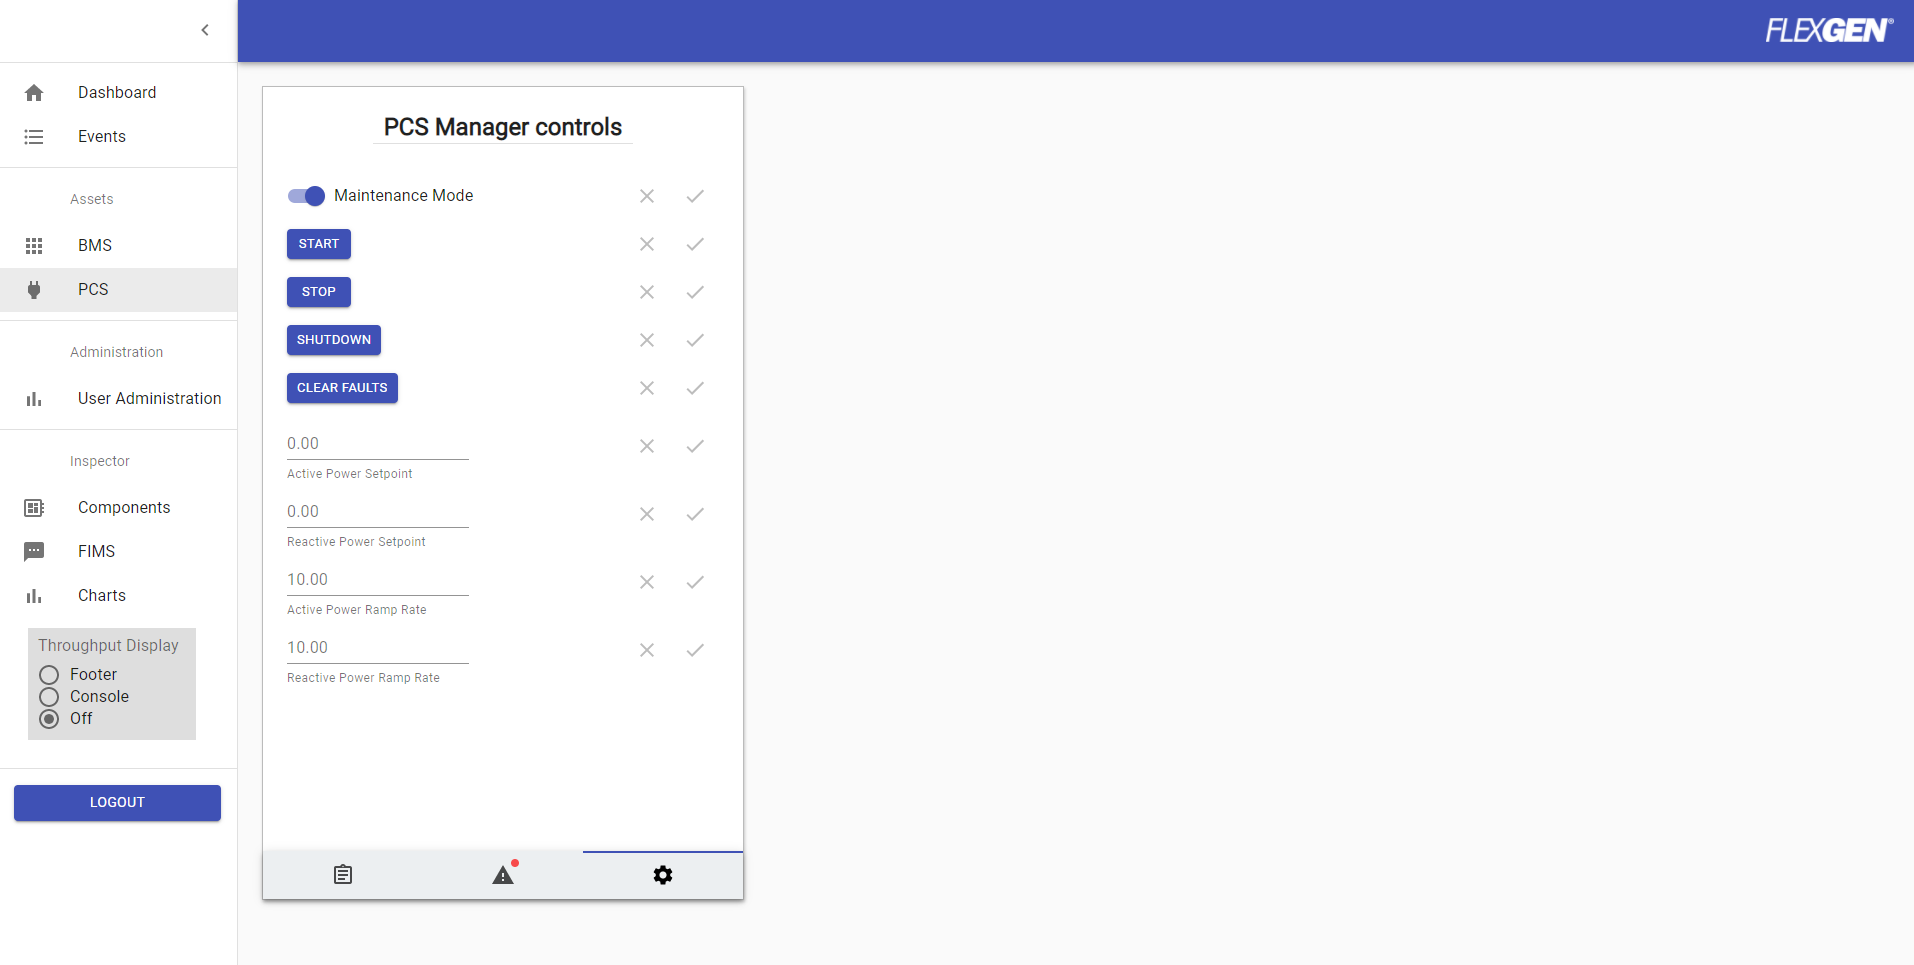 FLEXGEN®
Dashboard
Events
Assets
BMS
PCS
Administration
User Administration
Inspector
Components
FIMS
Charts
Throughput Display
Footer
Console
Off
LOGOUT
PCS Manager controls
Maintenance Mode
START
STOP
SHUTDOWN
CLEAR FAULTS
0.00
Active Power Setpoint
0.00
Reactive Power Setpoint
10.00
Active Power Ramp Rate
10.00
Reactive Power Ramp Rate